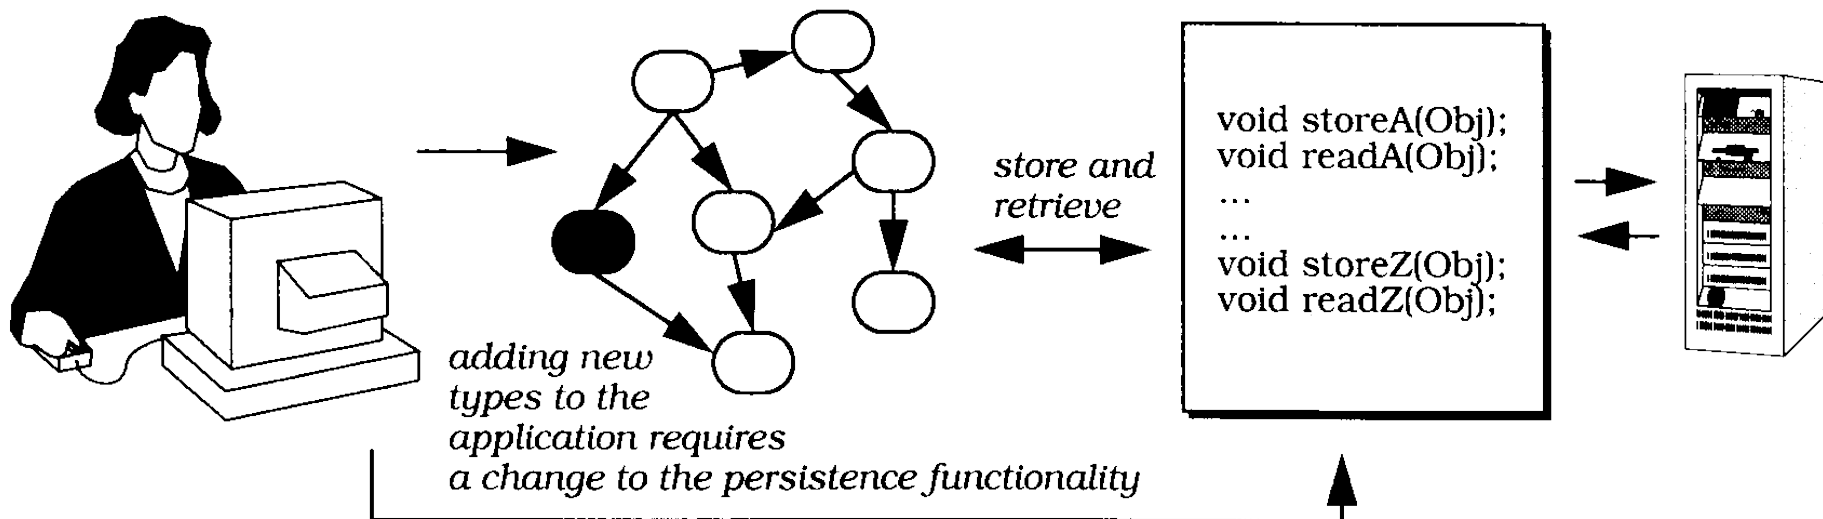 void storeA(Obj);
void readA(Obj);
...
...
void storeZ(Obj);
void readZ(Obj);
store and
retrieve
adding new
types to the
application requires
a change to the persistence functionality